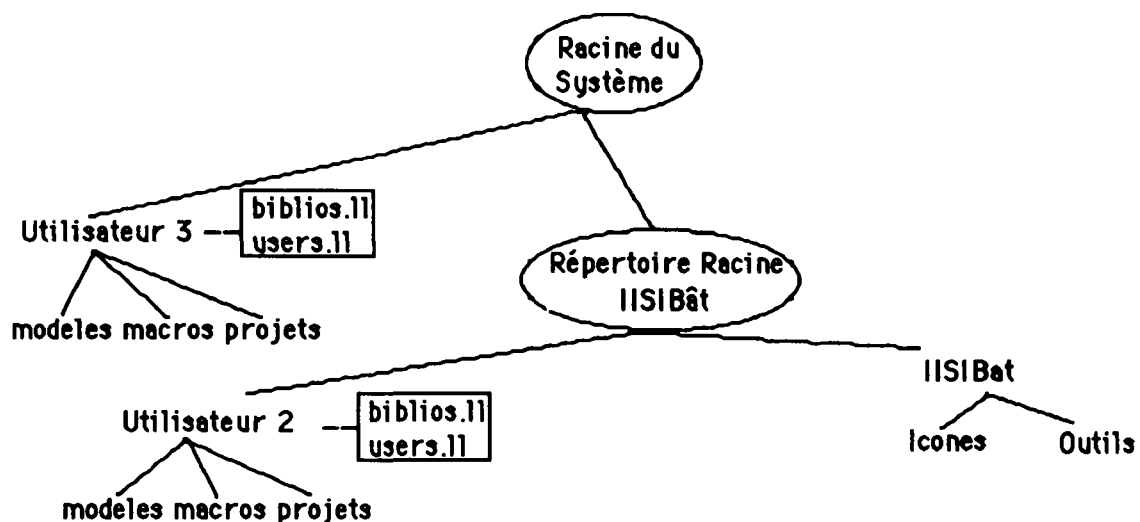 Racine du
Système
biblios.ll
users.ll
Utilisateur 3
Répertoire Racine
IISIBât
modeles macros projets
IISIBat
biblios.ll
users.ll
Utilisateur 2
Icones
Outils
modeles macros projets